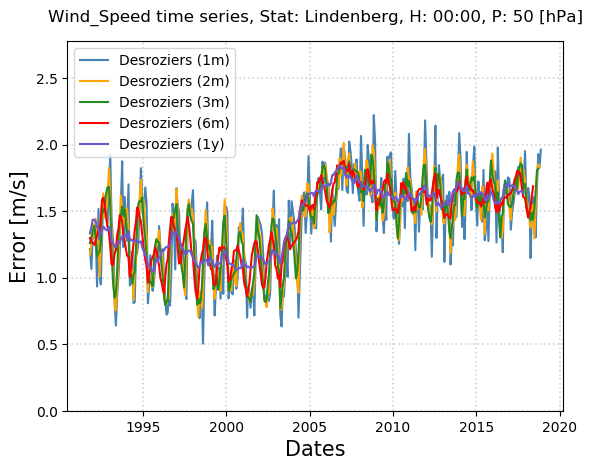 Wind_Speed time series, Stat: Lindenberg, H: 00:00, P: 50 [hPa]
Desroziers (1m)
Desroziers (2m)
Desroziers (3m)
Desroziers (6m)
Desroziers (1y)
Error [m/s]
2.5
2.0
1.5
1.0
0.5
0.0
1995 2000 2005 2010 2015 2020
Dates